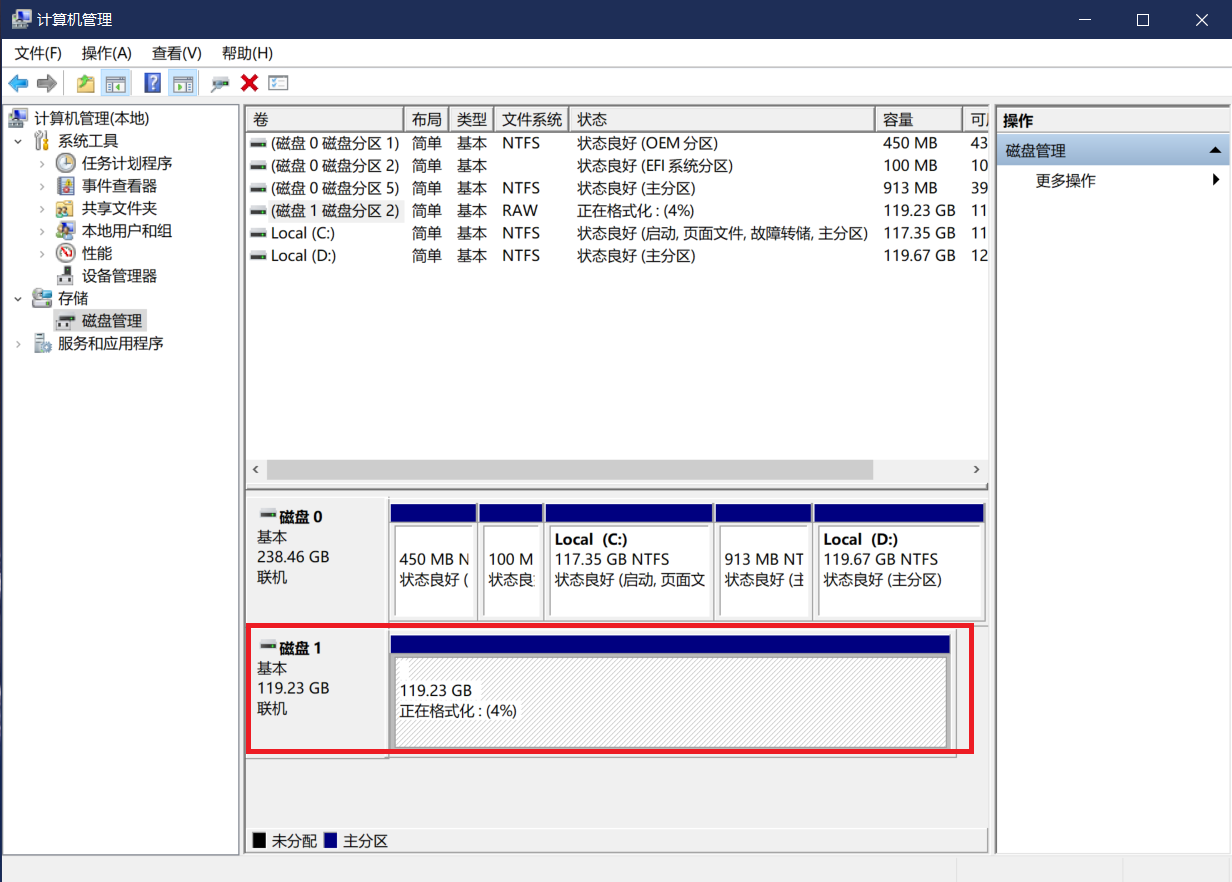 计算机管理
文件(F) 操作(A) 查看(V) 帮助(H)
计算机管理(本地)
系统工具
任务计划程序
事件查看器
共享文件夹
本地用户和组
性能
设备管理器
存储
磁盘管理
服务和应用程序
卷 布局 类型 文件系统 状态 容量
(磁盘 0 磁盘分区 1) 简单 基本 NTFS 状态良好 (OEM 分区) 450 MB 43
(磁盘 0 磁盘分区 2) 简单 基本 状态良好 (EFI 系统分区) 100 MB 10
(磁盘 0 磁盘分区 5) 简单 基本 NTFS 状态良好 (主分区) 913 MB 39
(磁盘 1 磁盘分区 2) 简单 基本 RAW 正在格式化 : (4%) 119.23 GB 11
Local (C:) 简单 基本 NTFS 状态良好 (启动, 页面文件, 故障转储, 主分区) 117.35 GB 11
Local (D:) 简单 基本 NTFS 状态良好 (主分区) 119.67 GB 12
磁盘 0
基本
238.46 GB
联机
450 MB N
状态良好 (
100 M
状态良
Local (C:)
117.35 GB NTFS
状态良好 (启动, 页面文
913 MB NT
状态良好 (主
Local (D:)
119.67 GB NTFS
状态良好 (主分区)
磁盘 1
基本
119.23 GB
联机
119.23 GB
正在格式化 : (4%)
未分配 主分区
操作
磁盘管理
更多操作